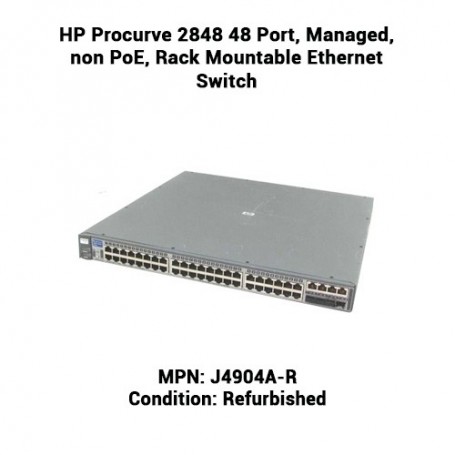 HP Procurve 2848 48 Port, Managed,
non PoE, Rack Mountable Ethernet
Switch
MPN: J4904A-R
Condition: Refurbished